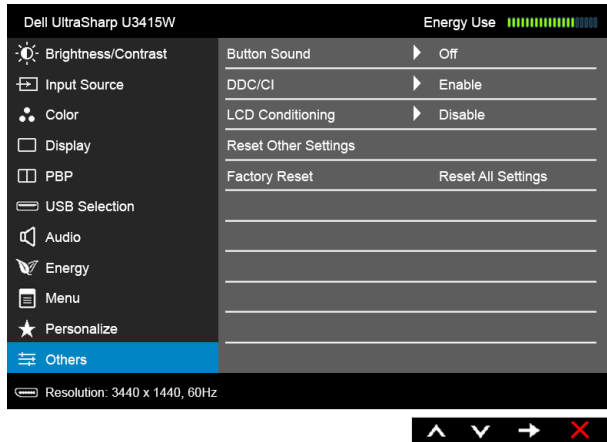 Dell UltraSharp U3415W Energy Use
Brightness/Contrast
Input Source
Color
Display
PBP
USB Selection
Audio
Energy
Menu
Personalize
Others
Button Sound Off
DDC/CI Enable
LCD Conditioning Disable
Reset Other Settings
Factory Reset Reset All Settings
Resolution: 3440 x 1440, 60Hz